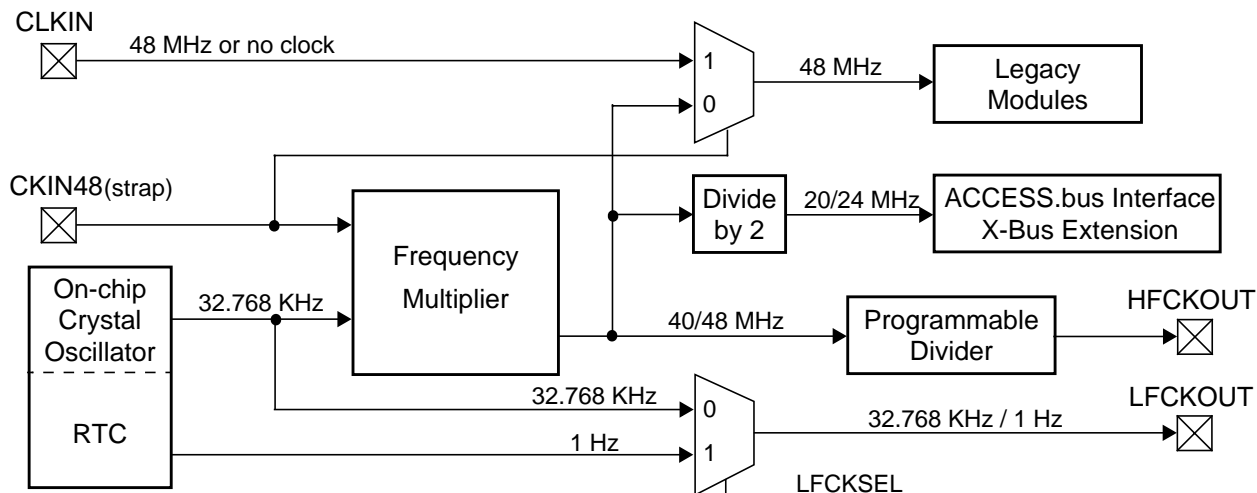 CLKIN
48 MHz or no clock
1
0
48 MHz
Legacy
Modules
CKIN48(strap)
Frequency
Multiplier
Divide
by 2
20/24 MHz
ACCESS.bus Interface
X-Bus Extension
On-chip
Crystal
Oscillator
RTC
32.768 KHz
40/48 MHz
Programmable
Divider
HFCKOUT
32.768 KHz
0
1 Hz
1
32.768 KHz / 1 Hz
LFCKOUT
LFCKSEL